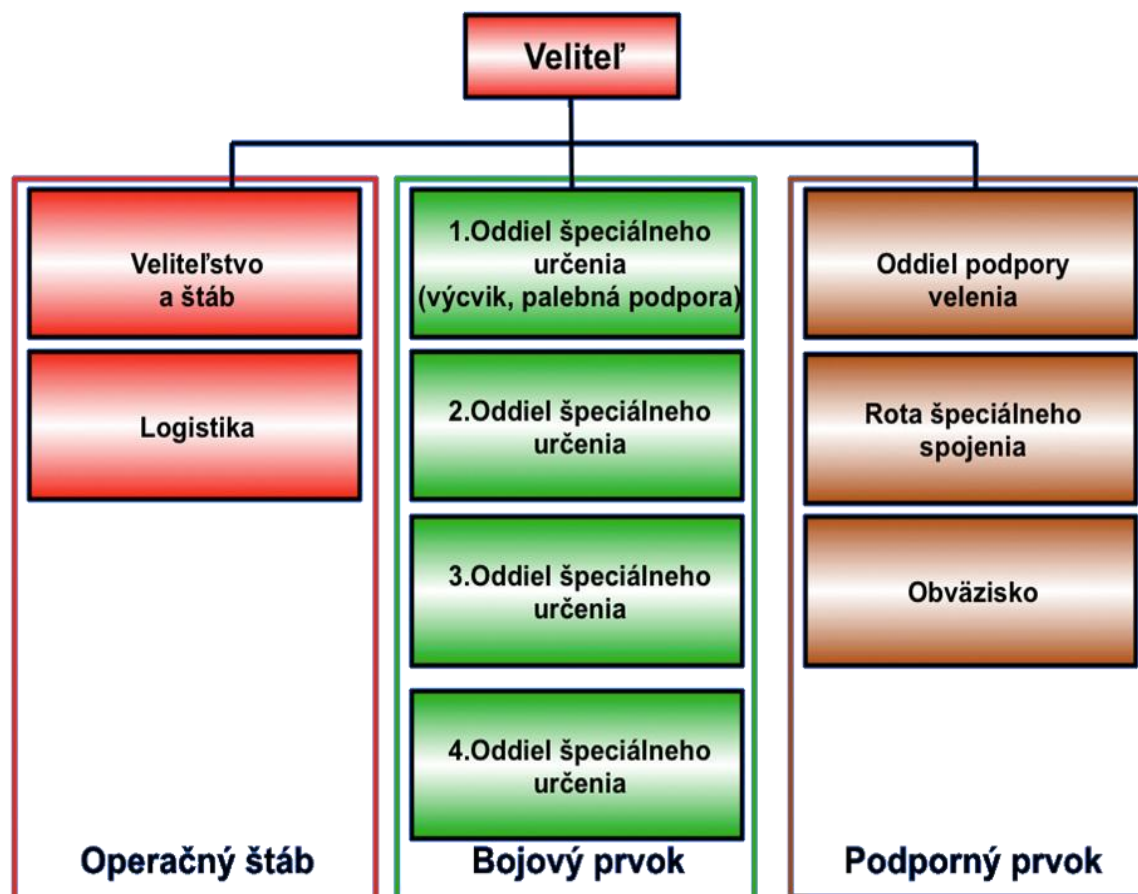 Veliteľ
Veliteľstvo
a štáb
Logistika
Operačný štáb
1.Oddiel špeciálneho
určenia
(výcvik, palebná podpora)
2.Oddiel špeciálneho
určenia
3.Oddiel špeciálneho
určenia
4.Oddiel špeciálneho
určenia
Bojový prvok
Oddiel podpory
velenia
Rota špeciálneho
spojenia
Obväzisko
Podporný prvok